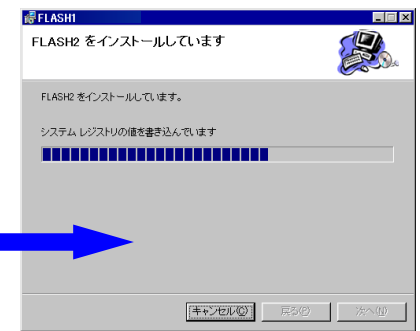 FLASH1
FLASH2 をインストールしています
FLASH2 をインストールしています。
システム レジストリの値を書き込んでいます
キャンセル(C)
戻る(P)
次へ(N)